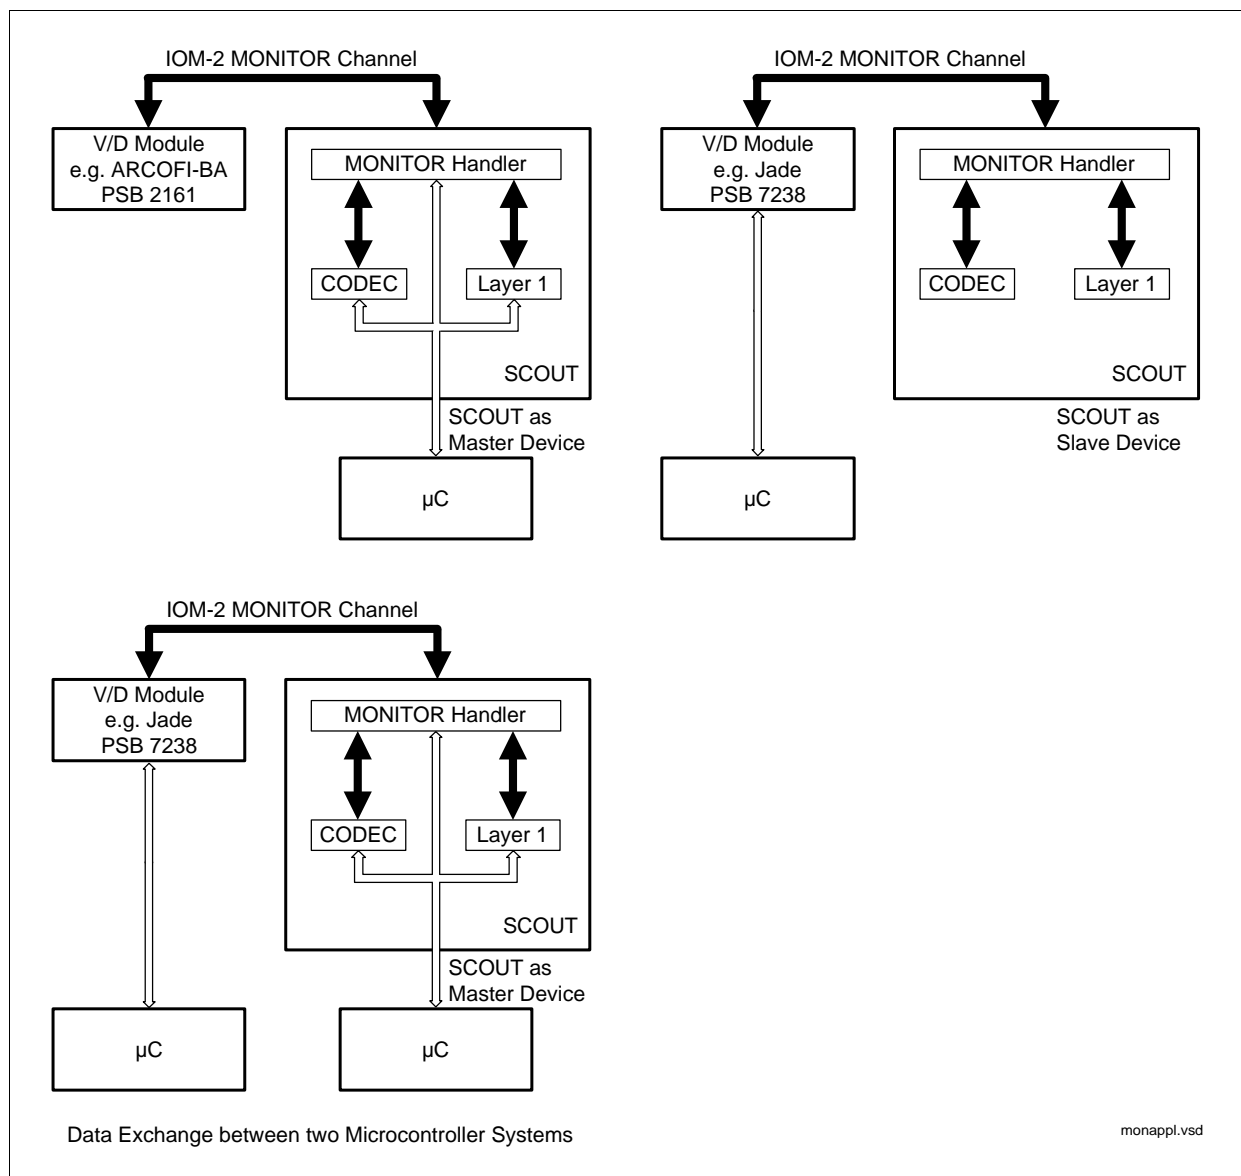 IOM-2 MONITOR Channel
V/D Module
e.g. ARCOFI-BA
PSB 2161
MONITOR Handler
CODEC
Layer 1
SCOUT
SCOUT as
Master Device
µC
IOM-2 MONITOR Channel
V/D Module
e.g. Jade
PSB 7238
MONITOR Handler
CODEC
Layer 1
SCOUT
SCOUT as
Slave Device
µC
IOM-2 MONITOR Channel
V/D Module
e.g. Jade
PSB 7238
MONITOR Handler
CODEC
Layer 1
SCOUT
SCOUT as
Master Device
µC
µC
Data Exchange between two Microcontroller Systems
monappl.vsd